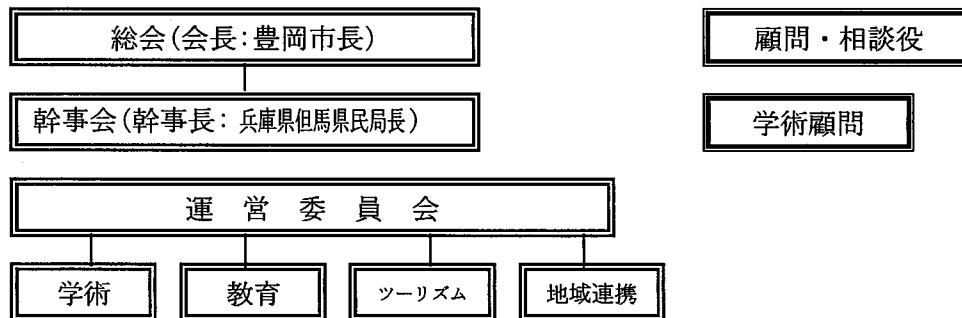 総会(会長:豊岡市長)
顧問・相談役
幹事会(幹事長: 兵庫県但馬県民局長)
学術顧問
運 営 委 員 会
学術
教育
ツーリズム
地域連携